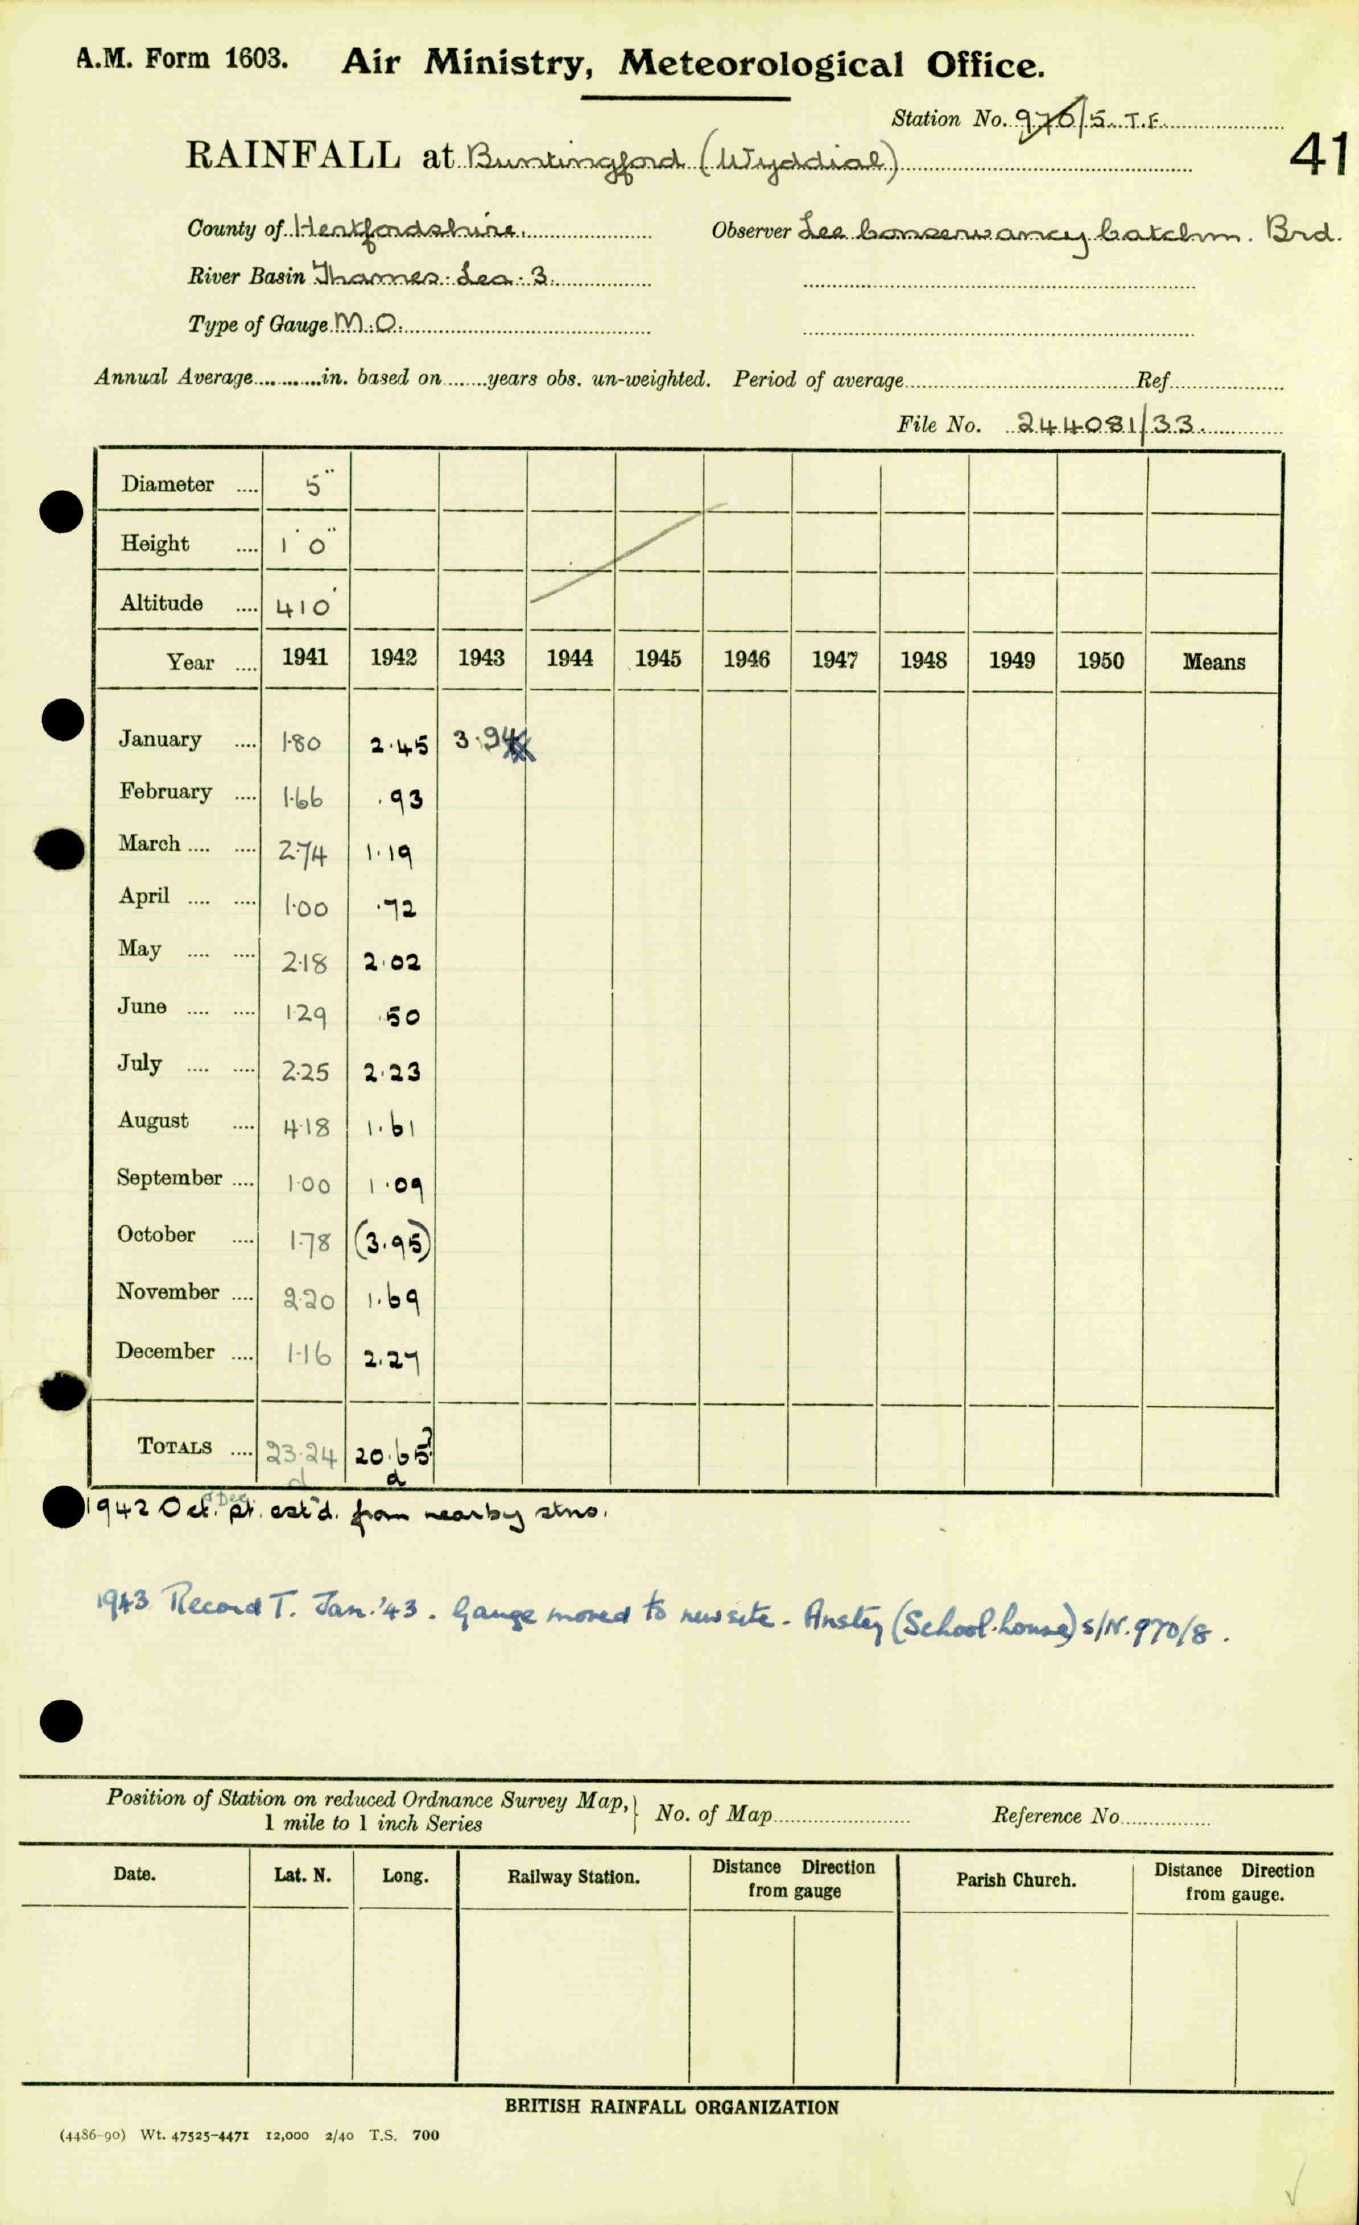 A.M. Form 1603. Air Ministry, Meteorological Office.
Station No. 970/5. T.F.
41
RAINFALL at Buntingford (Wyddial)
County of Hertfordshire. Observer Lee Conservancy Catchm. Brd.
River Basin Thames. Lea. 3.
Type of Gauge M.O.
Annual Average............in. based on........years obs. un-weighted. Period of average.......... Ref..........
File No. 244081/33.
Diameter .... 5"
Height .... 1' 0"
Altitude .... 410'
Year .... 1941 1942 1943 1944 1945 1946 1947 1948 1949 1950 Means
January .... 1.80 2.45 3.94
February .... 1.66 .93
March .... .... 2.74 1.19
April .... .... 1.00 .72
May .... .... 2.18 2.02
June .... .... 1.29 .50
July .... .... 2.25 2.23
August .... 4.18 1.61
September .... 1.00 1.09
October .... 1.78 (3.95)
November .... 2.20 1.69
December .... 1.16 2.27
TOTALS .... 23.24 20.65?
d d
& Dec.
1942 Oct. pt. est'd. from nearby stns.
1943 Record T. Jan. '43. Gauge moved to new site - Anstey (School house) s/N. 970/8.
Position of Station on reduced Ordnance Survey Map, } No. of Map.......... Reference No..........
1 mile to 1 inch Series
Date. Lat. N. Long. Railway Station. Distance Direction from gauge Parish Church. Distance Direction from gauge.
BRITISH RAINFALL ORGANIZATION
(4486-90) Wt. 47525-4471 12,000 2/40 T.S. 700